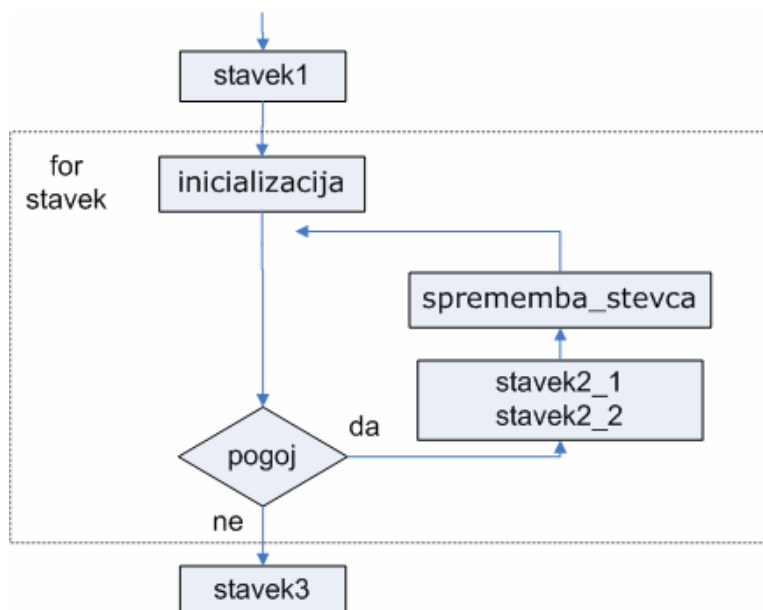 stavek1
for
stavek
inicializacija
sprememba_stevca
stavek2_1
stavek2_2
da
pogoj
ne
stavek3